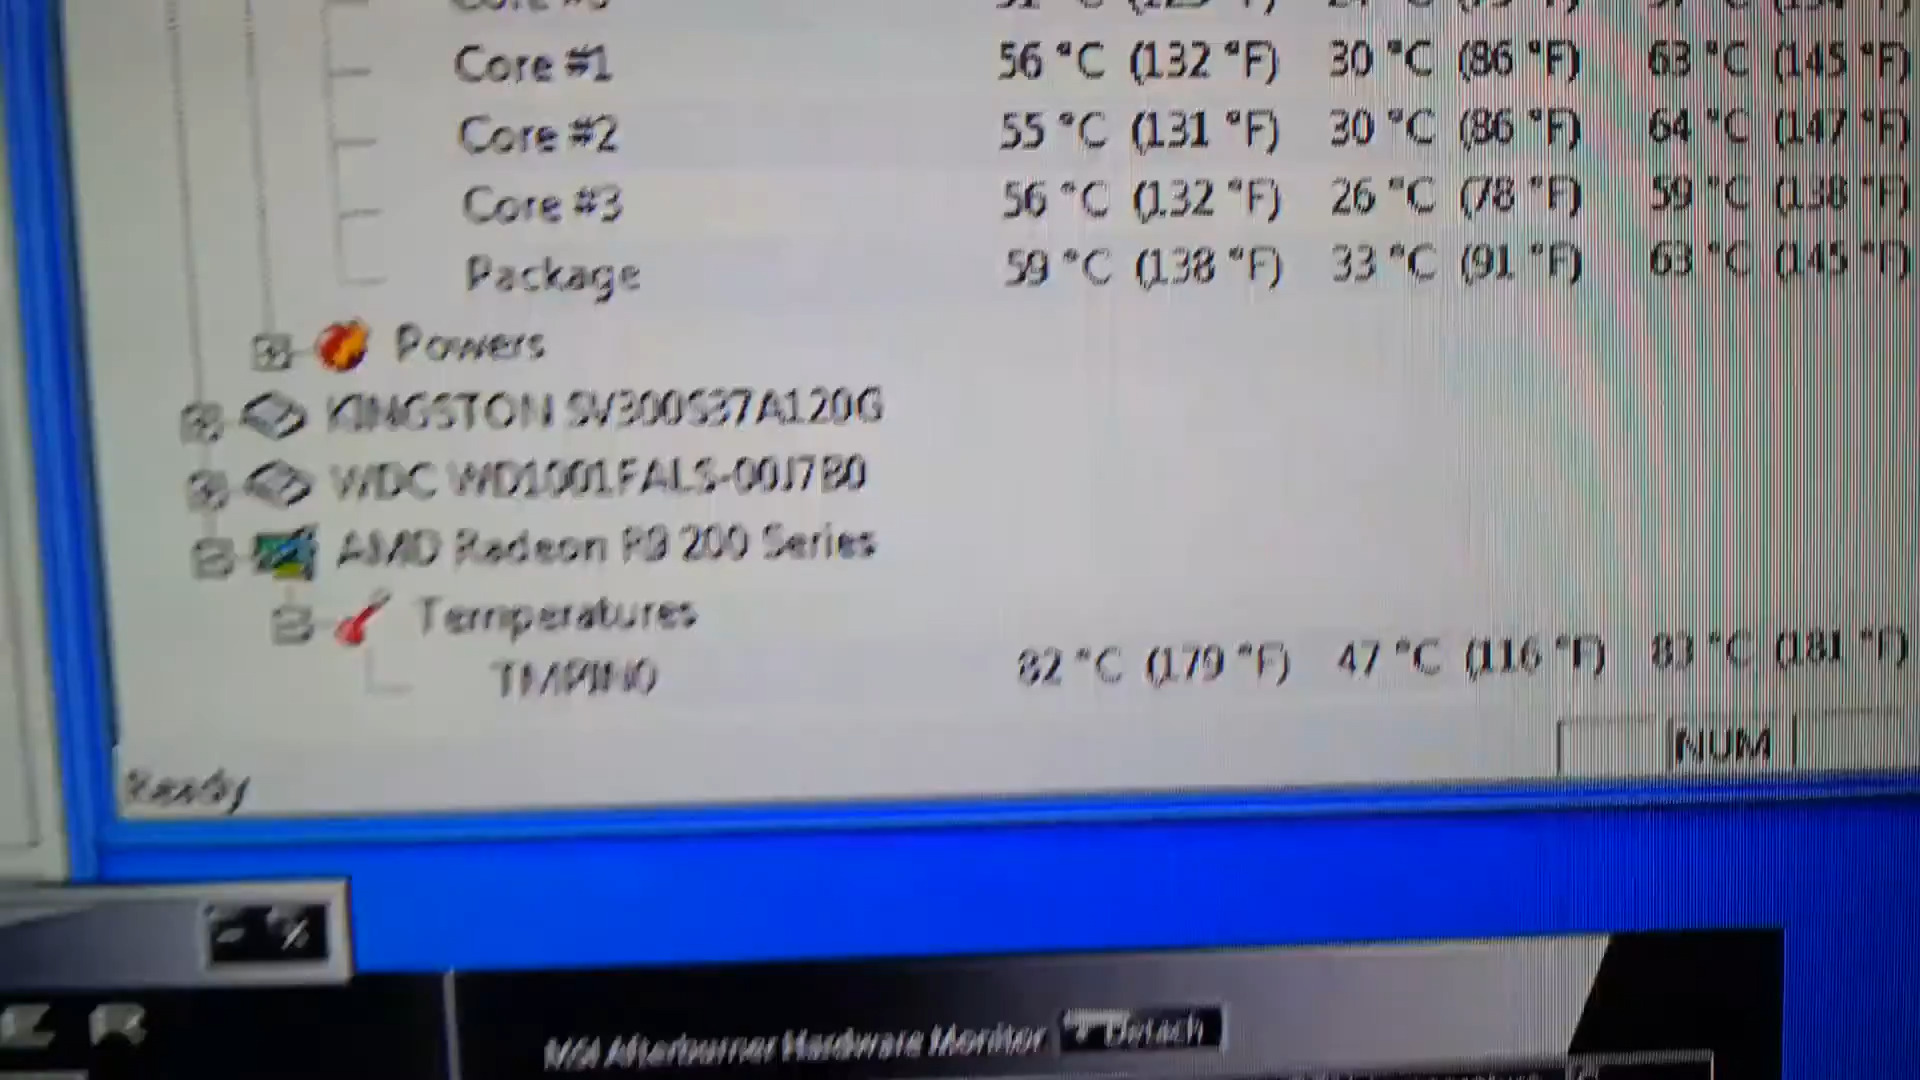 Core #1 56 °C (132 °F) 30 °C (86 °F) 63 °C (145 °F)
Core #2 55 °C (131 °F) 30 °C (86 °F) 64 °C (147 °F)
Core #3 56 °C (132 °F) 26 °C (78 °F) 59 °C (138 °F)
Package 59 °C (138 °F) 33 °C (91 °F) 63 °C (145 °F)
Powers
KINGSTON SV300S37A120G
WDC WD1001FALS-00J7B0
AMD Radeon R9 200 Series
Temperatures
TMPIN0 82 °C (179 °F) 47 °C (116 °F) 83 °C (181 °F)
NUM
Ready
E R
MSI Afterburner Hardware Monitor Detach